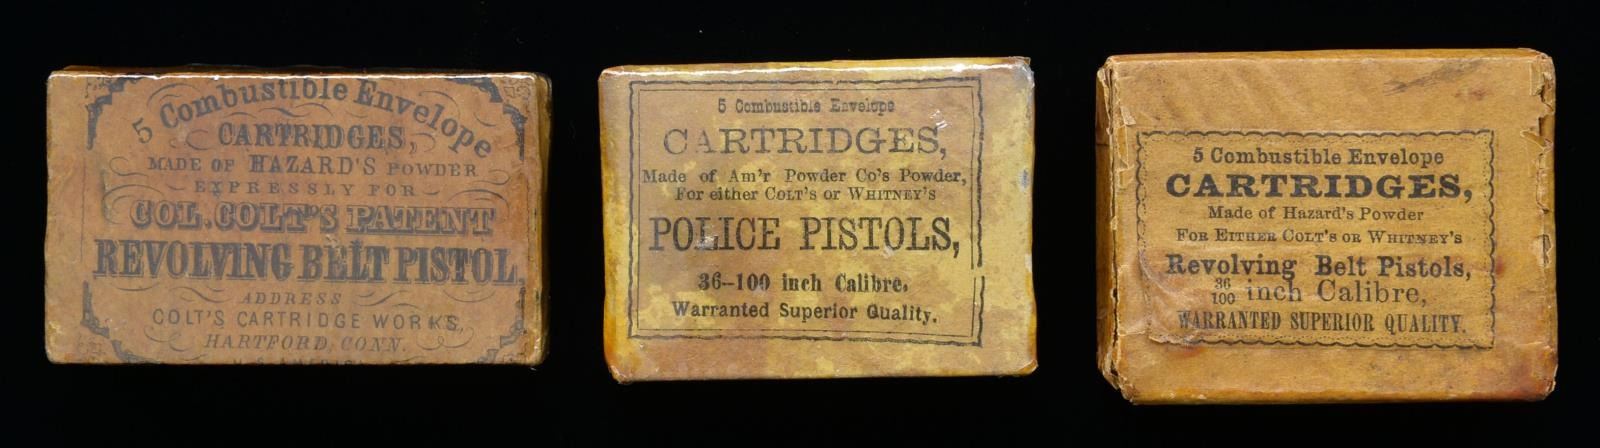 5 Combustible Envelope
CARTRIDGES,
MADE OF HAZARD'S POWDER
EXPRESSLY FOR
COL. COLT'S PATENT
REVOLVING BELT PISTOL,
ADDRESS
COLT'S CARTRIDGE WORKS,
HARTFORD, CONN.
5 Combustible Envelope
CARTRIDGES,
Made of Am'r Powder Co's Powder,
For either COLT'S or WHITNEY'S
POLICE PISTOLS,
36--100 inch Calibre.
Warranted Superior Quality.
5 Combustible Envelope
CARTRIDGES,
Made of Hazard's Powder
FOR EITHER COLT'S OR WHITNEY'S
Revolving Belt Pistols,
36/100 inch Calibre,
WARRANTED SUPERIOR QUALITY.